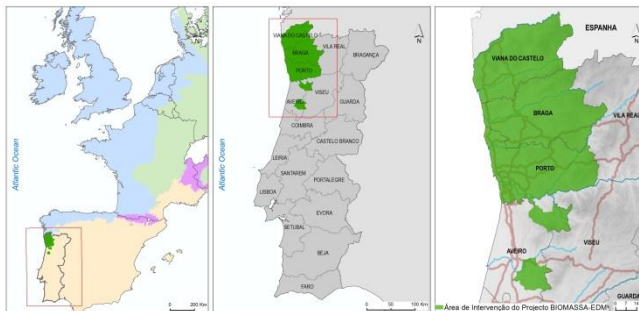 Atlantic Ocean
N
200 Km
Atlantic Ocean
N
VIANA DO CASTELO
BRAGA
VILA REAL
BRAGANÇA
PORTO
VISEU
AVEIRO
GUARDA
COIMBRA
CASTELO BRANCO
LEIRIA
SANTAREM
PORTALEGRE
LISBOA
EVORA
SETUBAL
BEJA
FARO
100 Km
ESPANHA
N
VIANA DO CASTELO
BRAGA
VILA REAL
PORTO
AVEIRO
VISEU
GUARDA
Área de Intervenção do Projecto BIOMASSA-EDM